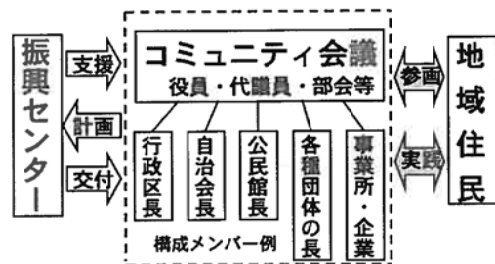 振興センター
支援
計画
交付
コミュニティ会議
役員・代議員・部会等
行政区長
自治会長
公民館長
各種団体の長
事業所・企業
構成メンバー例
参画
実践
地域住民